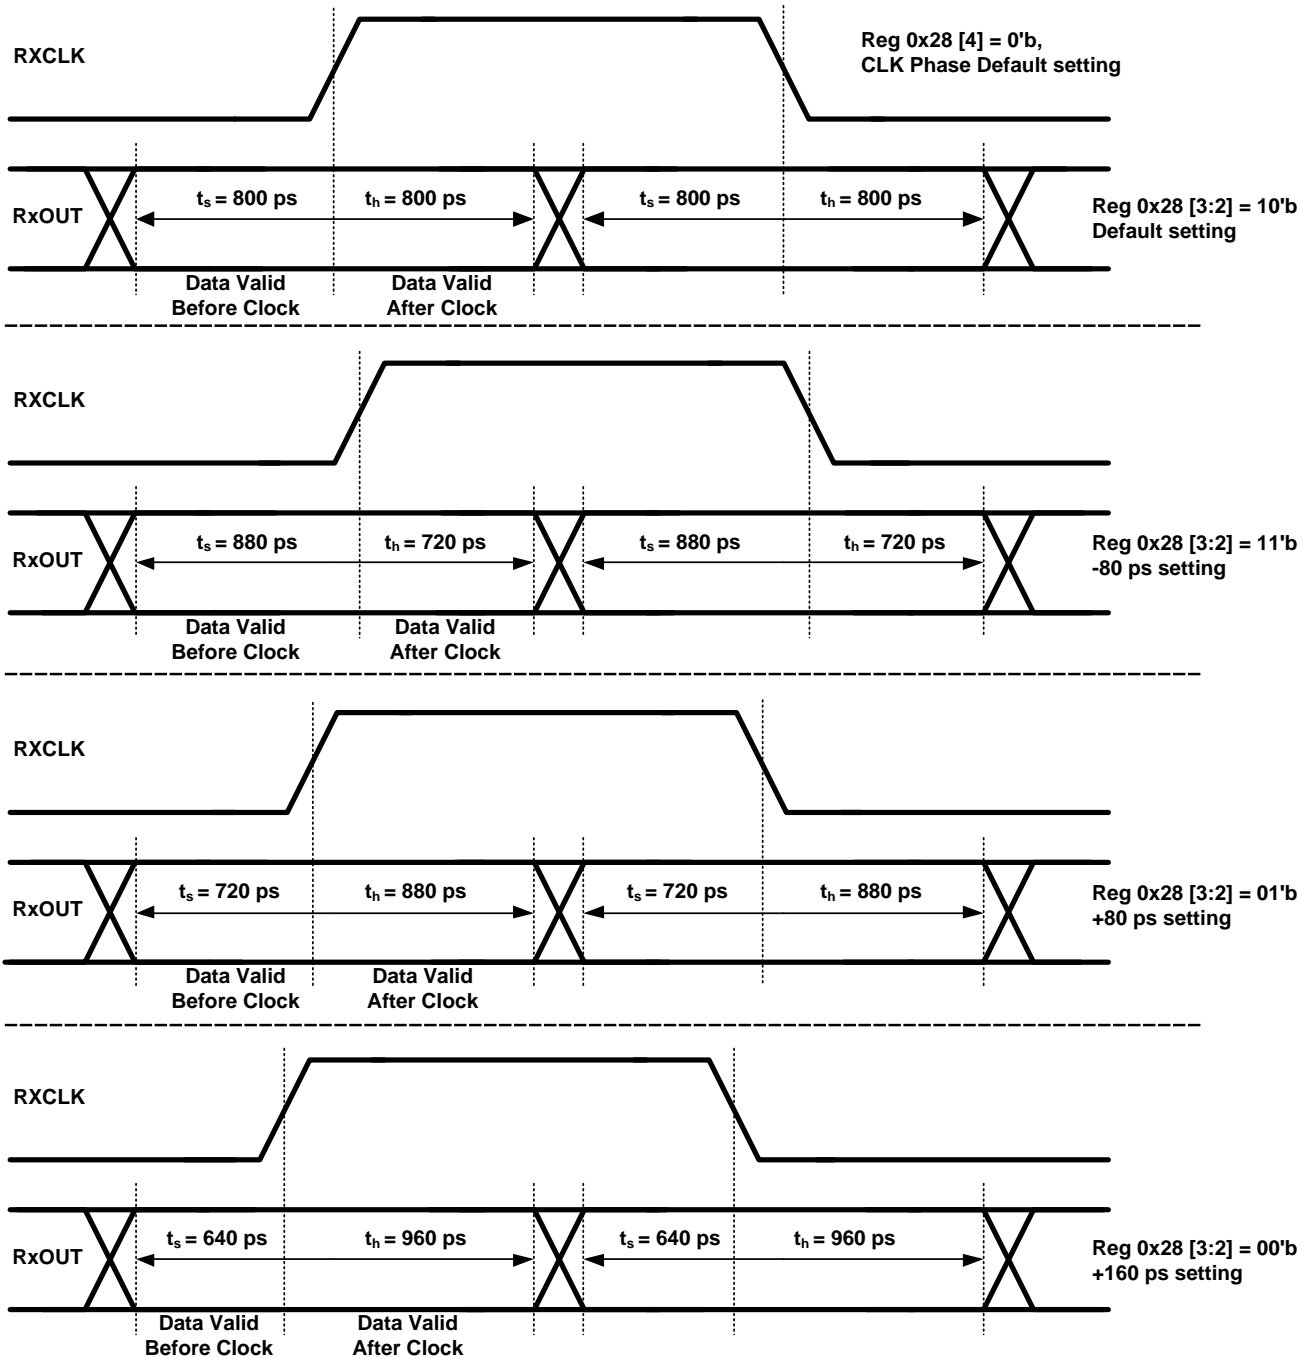 RXCLK
Reg 0x28 [4] = 0'b,
CLK Phase Default setting
RxOUT
ts = 800 ps
th = 800 ps
ts = 800 ps
th = 800 ps
Reg 0x28 [3:2] = 10'b
Default setting
Data Valid
Before Clock
Data Valid
After Clock
RXCLK
RxOUT
ts = 880 ps
th = 720 ps
ts = 880 ps
th = 720 ps
Reg 0x28 [3:2] = 11'b
-80 ps setting
Data Valid
Before Clock
Data Valid
After Clock
RXCLK
RxOUT
ts = 720 ps
th = 880 ps
ts = 720 ps
th = 880 ps
Reg 0x28 [3:2] = 01'b
+80 ps setting
Data Valid
Before Clock
Data Valid
After Clock
RXCLK
RxOUT
ts = 640 ps
th = 960 ps
ts = 640 ps
th = 960 ps
Reg 0x28 [3:2] = 00'b
+160 ps setting
Data Valid
Before Clock
Data Valid
After Clock